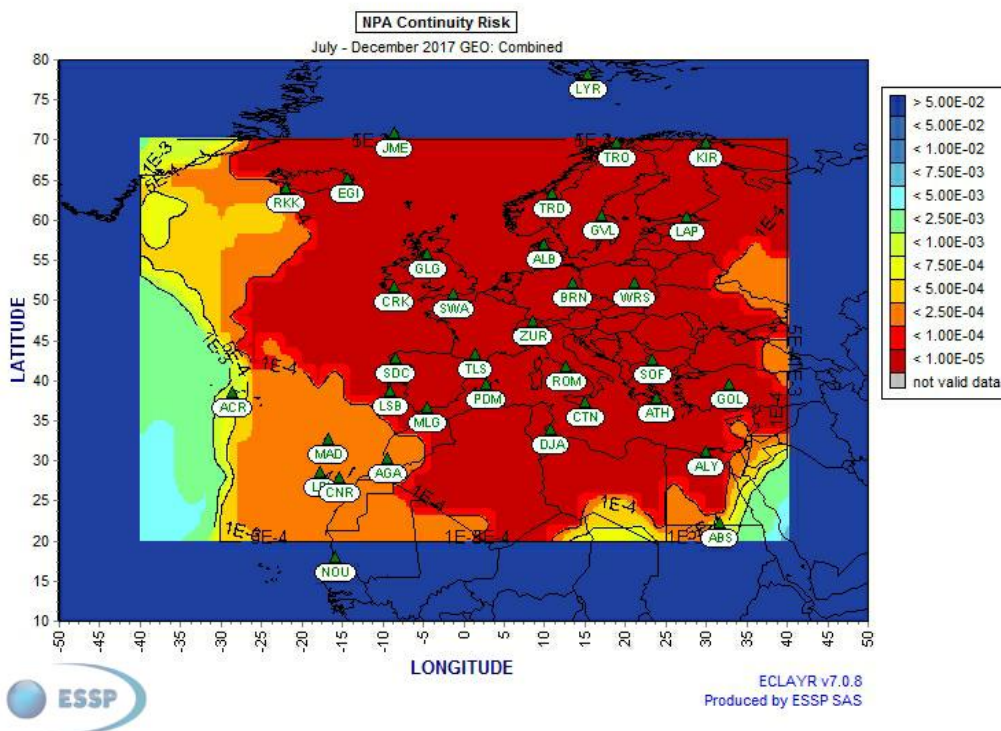 NPA Continuity Risk
July - December 2017 GEO: Combined
LATITUDE
80
75
70
65
60
55
50
45
40
35
30
25
20
15
10
LYR
JME
TRO
KIR
EGI
RKK
TRD
GVL
LAP
GLG
ALB
CRK
SWA
BRN
WRS
ZUR
SDC
TLS
ROM
SOF
ACR
LSB
PDM
GOL
MLG
CTN
ATH
DJA
MAD
AGA
ALY
CNR
ABS
NOU
1E-3
1E-4
1E-4
1E-4
1E-4
-50
-45
-40
-35
-30
-25
-20
-15
-10
-5
0
5
10
15
20
25
30
35
40
45
50
LONGITUDE
> 5.00E-02
< 5.00E-02
< 1.00E-02
< 7.50E-03
< 5.00E-03
< 2.50E-03
< 1.00E-03
< 7.50E-04
< 5.00E-04
< 2.50E-04
< 1.00E-04
< 1.00E-05
not valid data
ESSP
ECLAYR v7.0.8
Produced by ESSP SAS